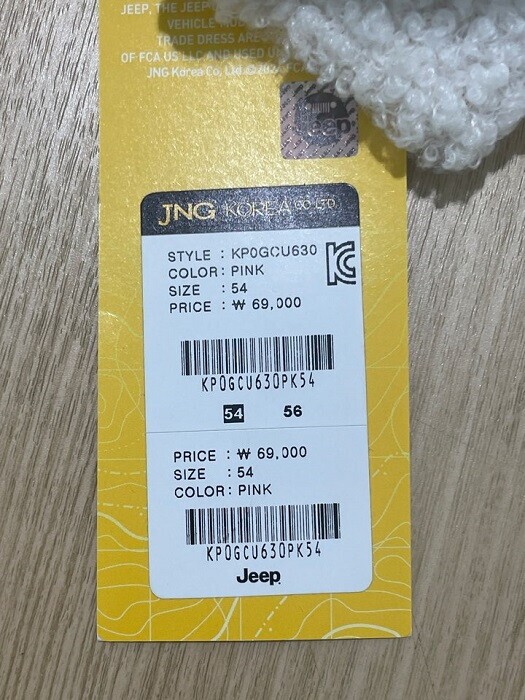 JEEP, THE JEEP
VEHICLE
TRADE DRESS ARE
OF FCA US LLC AND USED U
JNG Korea Co., Ltd.
Jeep
JNG KOREA CO LTD
STYLE : KP0GCU630
COLOR : PINK
SIZE : 54
PRICE : ₩ 69,000
KP0GCU630PK54
54 56
PRICE : ₩ 69,000
SIZE : 54
COLOR : PINK
KP0GCU630PK54
Jeep